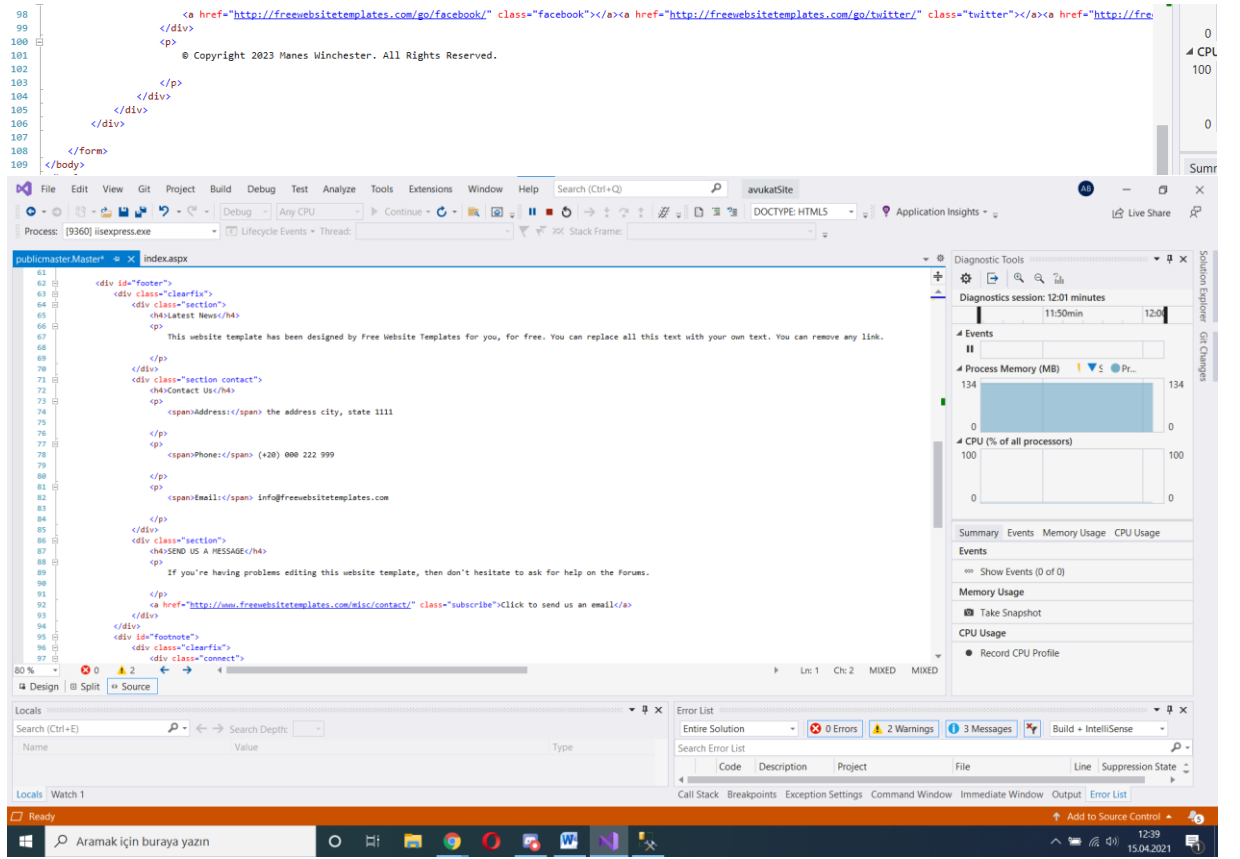 98 <a href="http://freewebsitetemplates.com/go/facebook/" class="facebook"></a><a href="http://freewebsitetemplates.com/go/twitter/" class="twitter"></a><a href="http://fre
99 </div>
100 <p>
101 © Copyright 2023 Manes Winchester. All Rights Reserved.
102
103 </p>
104 </div>
105 </div>
106 </div>
107
108 </form>
109 </body>
0
CPU
100
0
Summ
File Edit View Git Project Build Debug Test Analyze Tools Extensions Window Help Search (Ctrl+Q) avukatSite AB
Debug Any CPU Continue DOCTYPE: HTML5 Application Insights Live Share
Process: [9360] iisexpress.exe Lifecycle Events Thread: Stack Frame:
publicmaster.Master* index.aspx
61
62 <div id="footer">
63 <div class="clearfix">
64 <div class="section">
65 <h4>Latest News</h4>
66 <p>
67 This website template has been designed by Free Website Templates for you, for free. You can replace all this text with your own text. You can remove any link.
68
69 </p>
70 </div>
71 <div class="section contact">
72 <h4>Contact Us</h4>
73 <p>
74 <span>Address:</span> the address city, state 1111
75
76 </p>
77 <p>
78 <span>Phone:</span> (+20) 000 222 999
79
80 </p>
81 <p>
82 <span>Email:</span> info@freewebsitetemplates.com
83
84 </p>
85 </div>
86 <div class="section">
87 <h4>SEND US A MESSAGE</h4>
88 <p>
89 If you're having problems editing this website template, then don't hesitate to ask for help on the Forums.
90
91 </p>
92 <a href="http://www.freewebsitetemplates.com/misc/contact/" class="subscribe">Click to send us an email</a>
93 </div>
94 </div>
95 <div id="footnote">
96 <div class="clearfix">
97 <div class="connect">
80 % 0 2 Ln: 1 Ch: 2 MIXED MIXED
Design Split Source
Diagnostic Tools
Diagnostics session: 12:01 minutes
11:50min 12:00
Events
Process Memory (MB) S Pr...
134 134
0 0
CPU (% of all processors)
100 100
0 0
Summary Events Memory Usage CPU Usage
Events
Show Events (0 of 0)
Memory Usage
Take Snapshot
CPU Usage
Record CPU Profile
Solution Explorer
Git Changes
Locals
Search (Ctrl+E) Search Depth:
Name Value Type
Locals Watch 1
Error List
Entire Solution 0 Errors 2 Warnings 3 Messages Build + IntelliSense
Search Error List
Code Description Project File Line Suppression State
Call Stack Breakpoints Exception Settings Command Window Immediate Window Output Error List
Ready Add to Source Control
Aramak için buraya yazın
12:39
15.04.2021